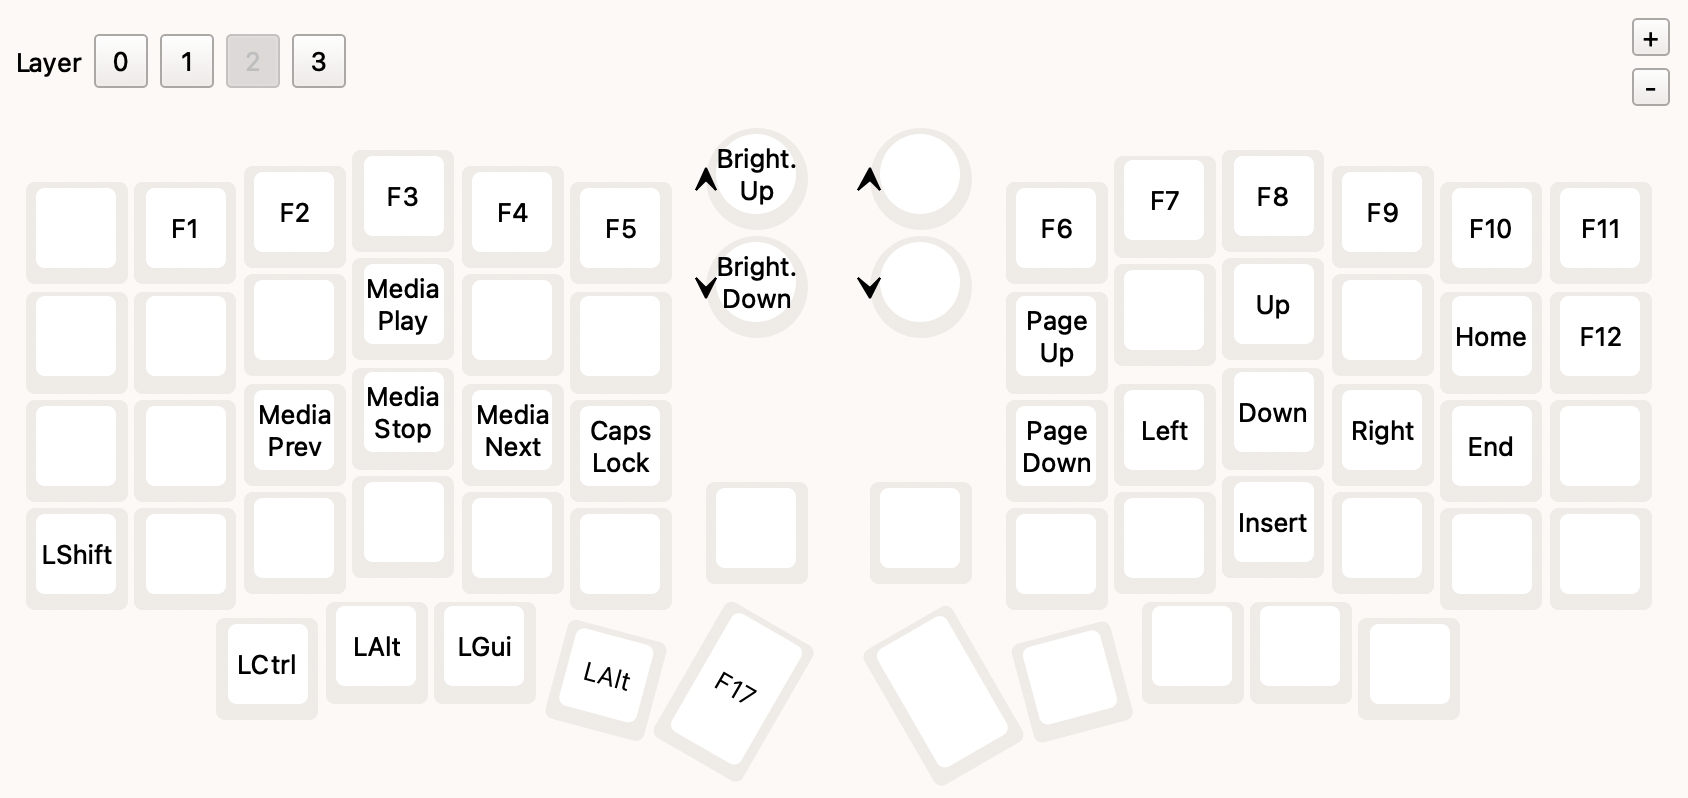 Layer 0 1 2 3
+
-
Bright.
Up
F1 F2 F3 F4 F5
F6 F7 F8 F9 F10 F11
Bright.
Down
Media
Play
Page
Up
Up
Home
F12
Media
Prev
Media
Stop
Media
Next
Caps
Lock
Page
Down
Left
Down
Right
End
LShift
Insert
LCtrl
LAlt
LGui
LAlt
F17